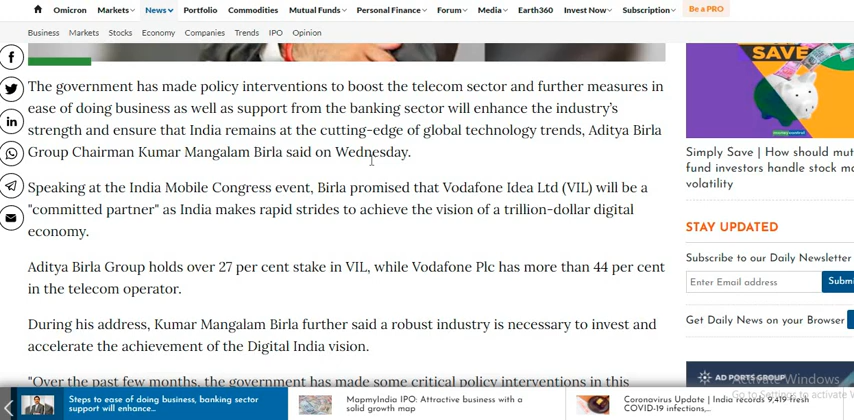 Omicron Markets News Portfolio Commodities Mutual Funds Personal Finance Forum Media Earth360 Invest Now Subscription Be a PRO
Business Markets Stocks Economy Companies Trends IPO Opinion
The government has made policy interventions to boost the telecom sector and further measures in
ease of doing business as well as support from the banking sector will enhance the industry's
strength and ensure that India remains at the cutting-edge of global technology trends, Aditya Birla
Group Chairman Kumar Mangalam Birla said on Wednesday.
Speaking at the India Mobile Congress event, Birla promised that Vodafone Idea Ltd (VIL) will be a
"committed partner" as India makes rapid strides to achieve the vision of a trillion-dollar digital
economy.
Aditya Birla Group holds over 27 per cent stake in VIL, while Vodafone Plc has more than 44 per cent
in the telecom operator.
During his address, Kumar Mangalam Birla further said a robust industry is necessary to invest and
accelerate the achievement of the Digital India vision.
"Over the past few months, the government has made some critical policy interventions in this
SAVE
Simply Save | How should mut
fund investors handle stock ma
volatility
STAY UPDATED
Subscribe to our Daily Newsletter
Enter Email address Subm
Get Daily News on your Browser
AD PORTS GROUP
Activate Windows
Go to Settings to activate W
Steps to ease of doing business, banking sector
support will enhance...
MapmyIndia IPO: Attractive business with a
solid growth map
Coronavirus Update | India records 9,419 fresh
COVID-19 infections,...